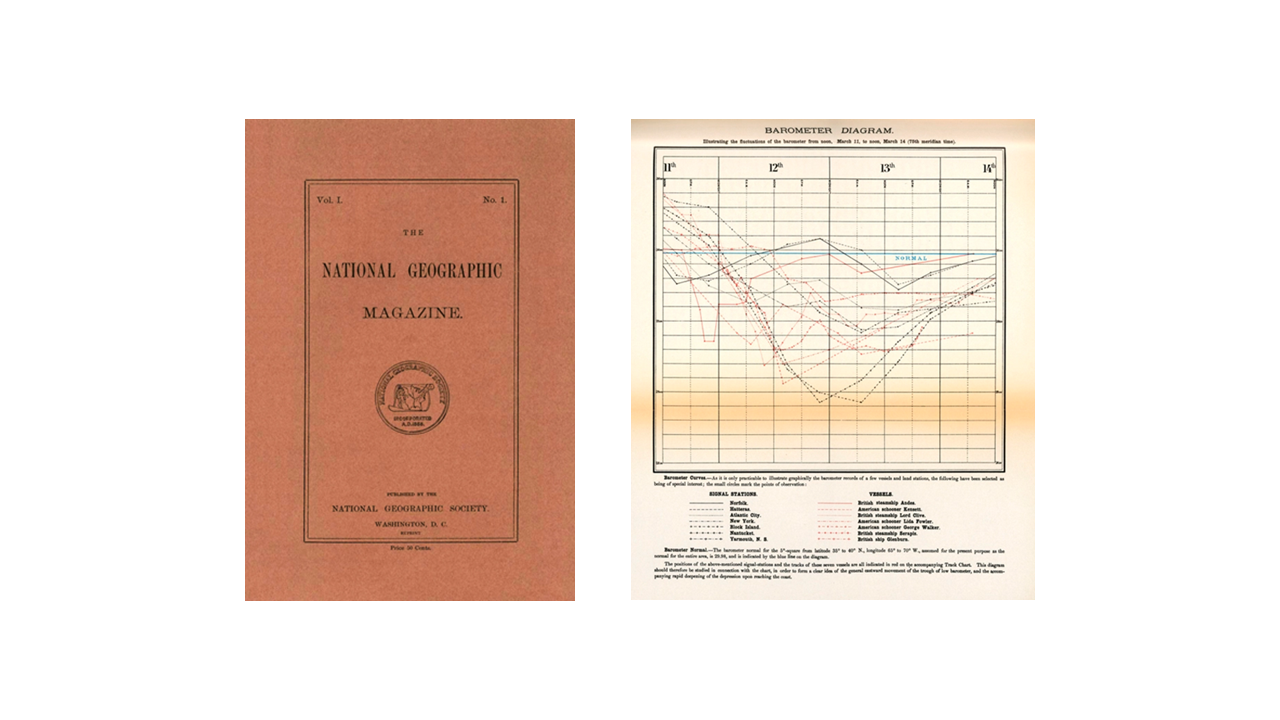 Vol. I.
No. 1.
THE
NATIONAL GEOGRAPHIC
MAGAZINE.
NATIONAL GEOGRAPHIC SOCIETY
INCORPORATED
A.D. 1888.
PUBLISHED BY THE
NATIONAL GEOGRAPHIC SOCIETY.
WASHINGTON, D. C.
REPRINT
Price 50 Cents.
BAROMETER DIAGRAM.
Illustrating the fluctuations of the barometer from noon, March 11, to noon, March 14 (75th meridian time).
11th
12th
13th
14th
NORMAL
Barometer Curves.—As it is only practicable to illustrate graphically the barometer records of a few vessels and land stations, the following have been selected as
being of special interest; the small circles mark the points of observation:
SIGNAL STATIONS.
Norfolk.
Hatteras.
Atlantic City.
New York.
Block Island.
Nantucket.
Yarmouth, N. S.
VESSELS.
British steamship Andes.
American schooner Kensett.
British steamship Lord Clive.
American schooner Lida Fowler.
American schooner George Walker.
British steamship Serapis.
British ship Glenburn.
Barometer Normal.—The barometer normal for the 5°-square from latitude 35° to 40° N., longitude 65° to 70° W., assumed for the present purpose as the
normal for the entire area, is and is indicated by the blue line on the diagram.
The positions of the above-mentioned signal-stations and the tracks of these seven vessels are all indicated in red on the accompanying Track Chart. This diagram
should therefore be studied in connection with the chart, in order to form a clear idea of the general eastward movement of the trough of low barometer, and the accom-
panying rapid deepening of the depression upon reaching the coast.